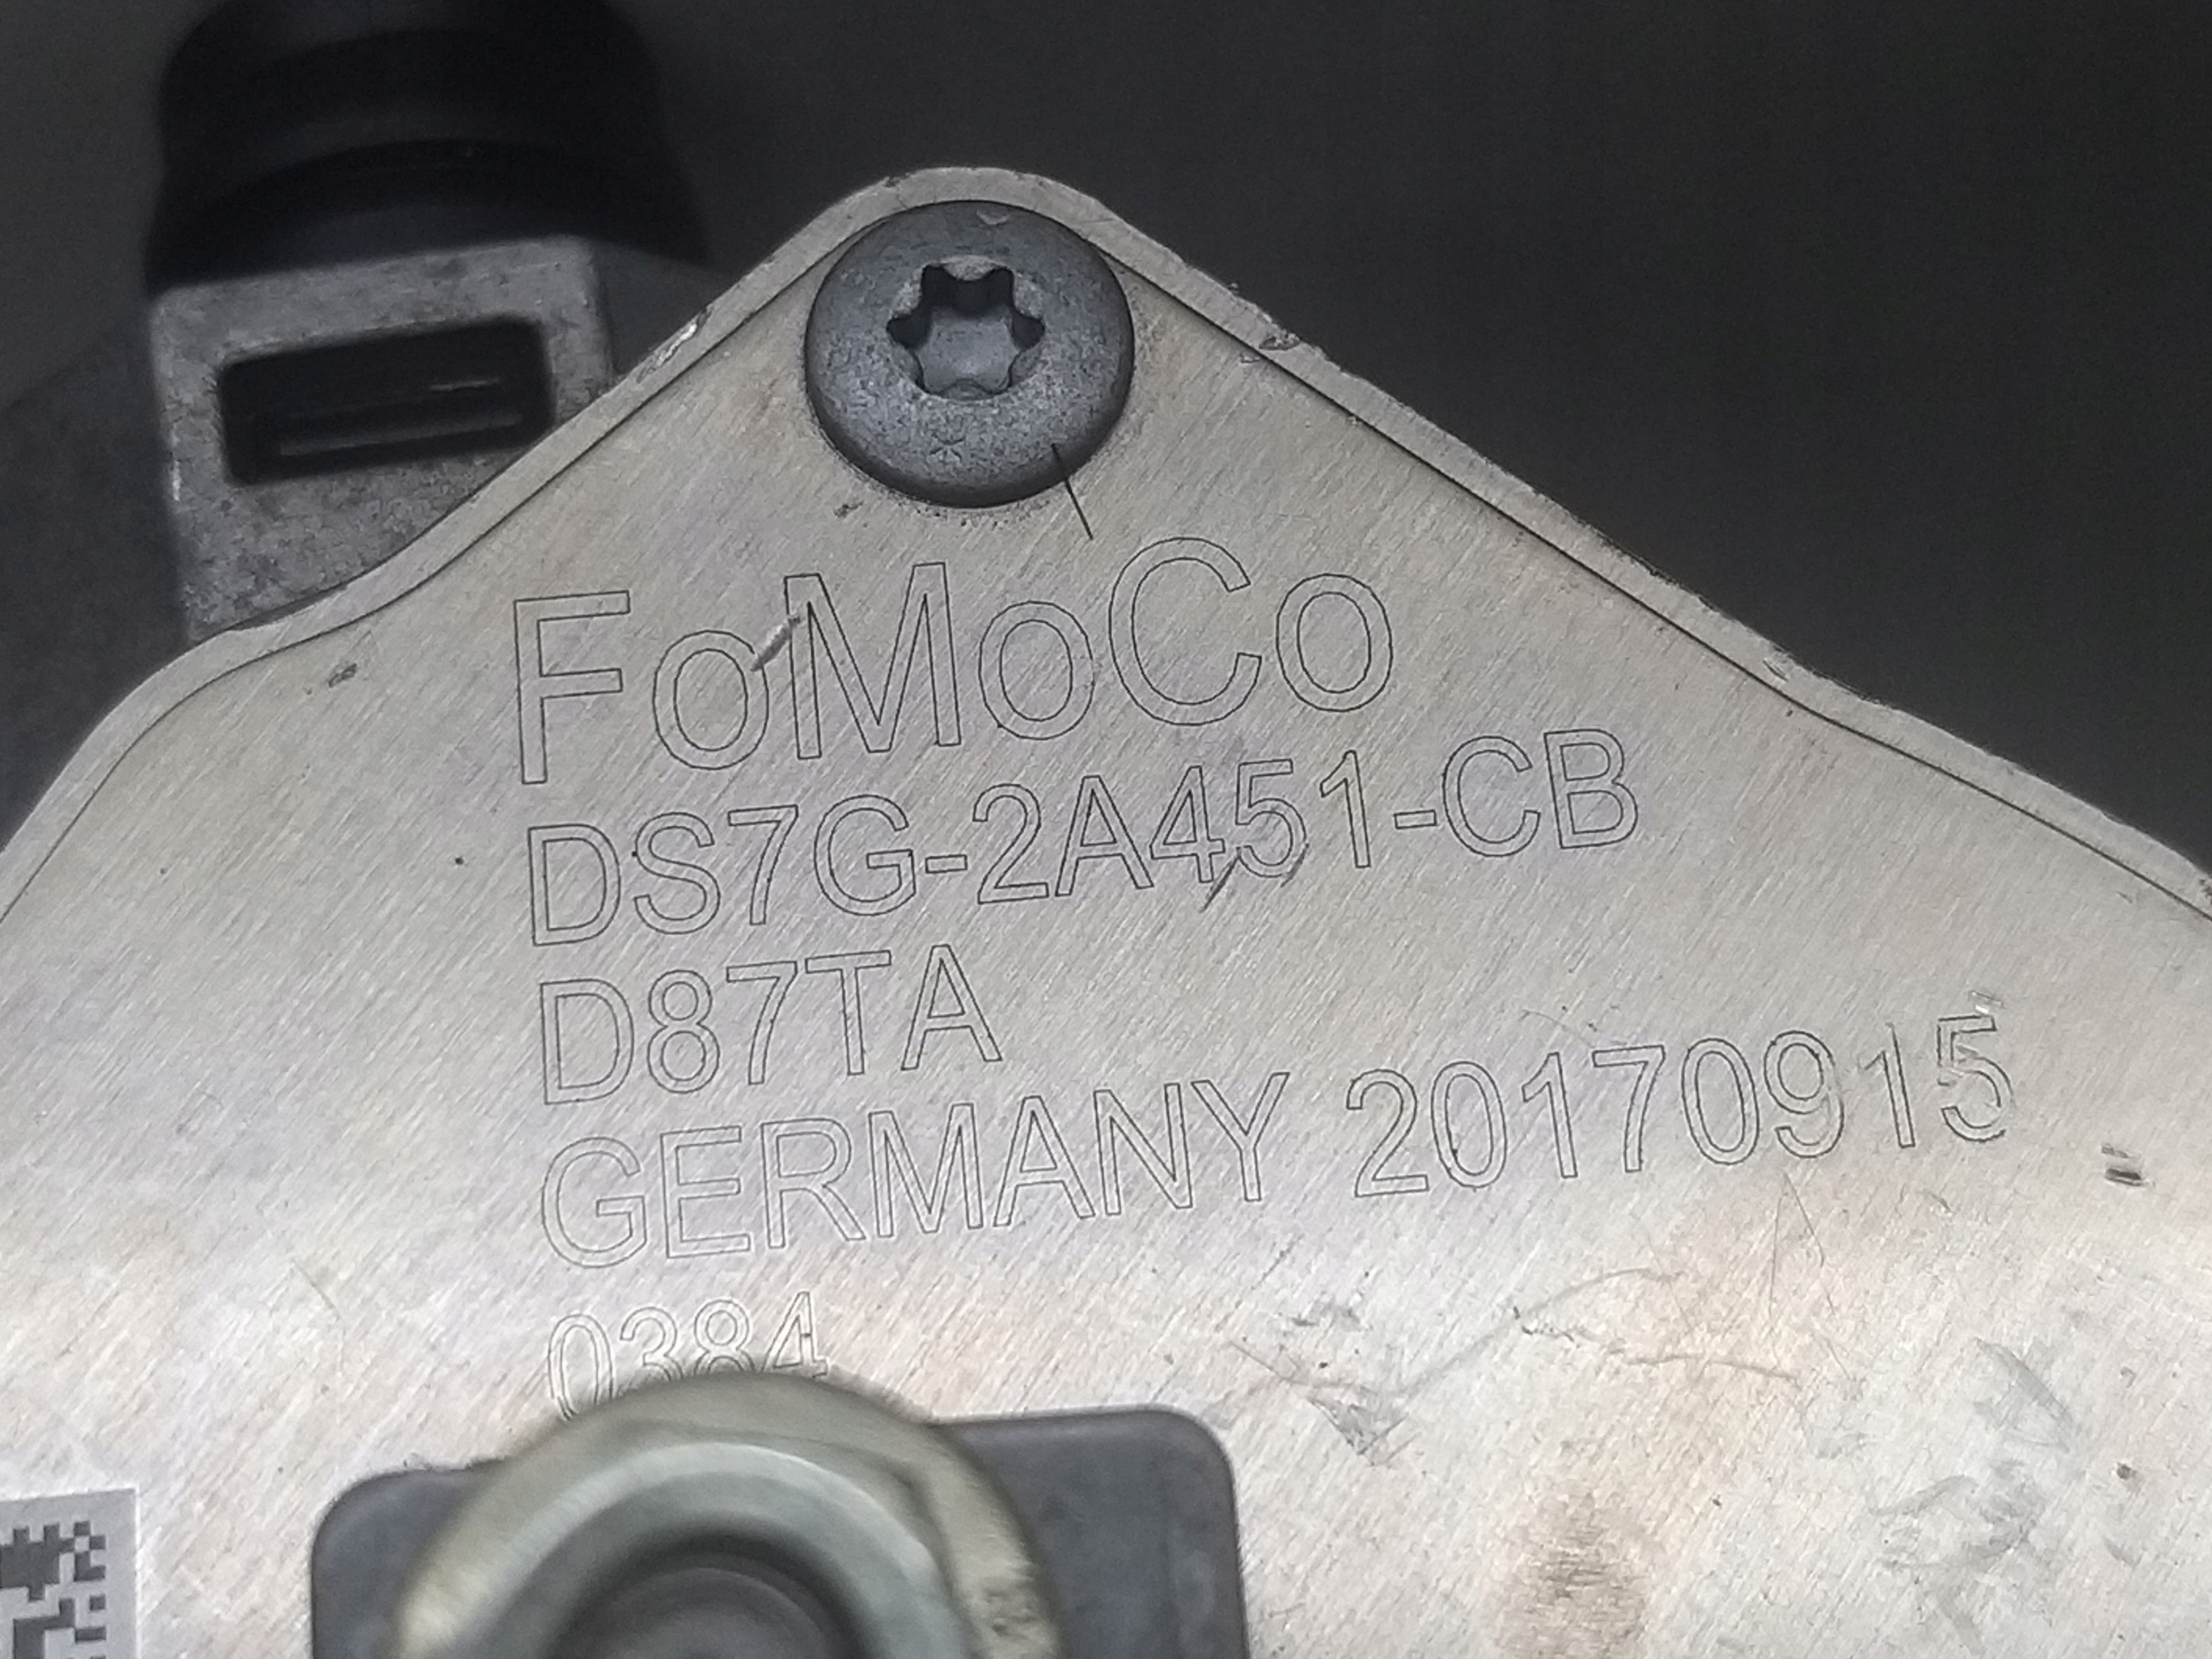 FoMoCo
DS7G-2A451-CB
D87TA
GERMANY 20170915
0384